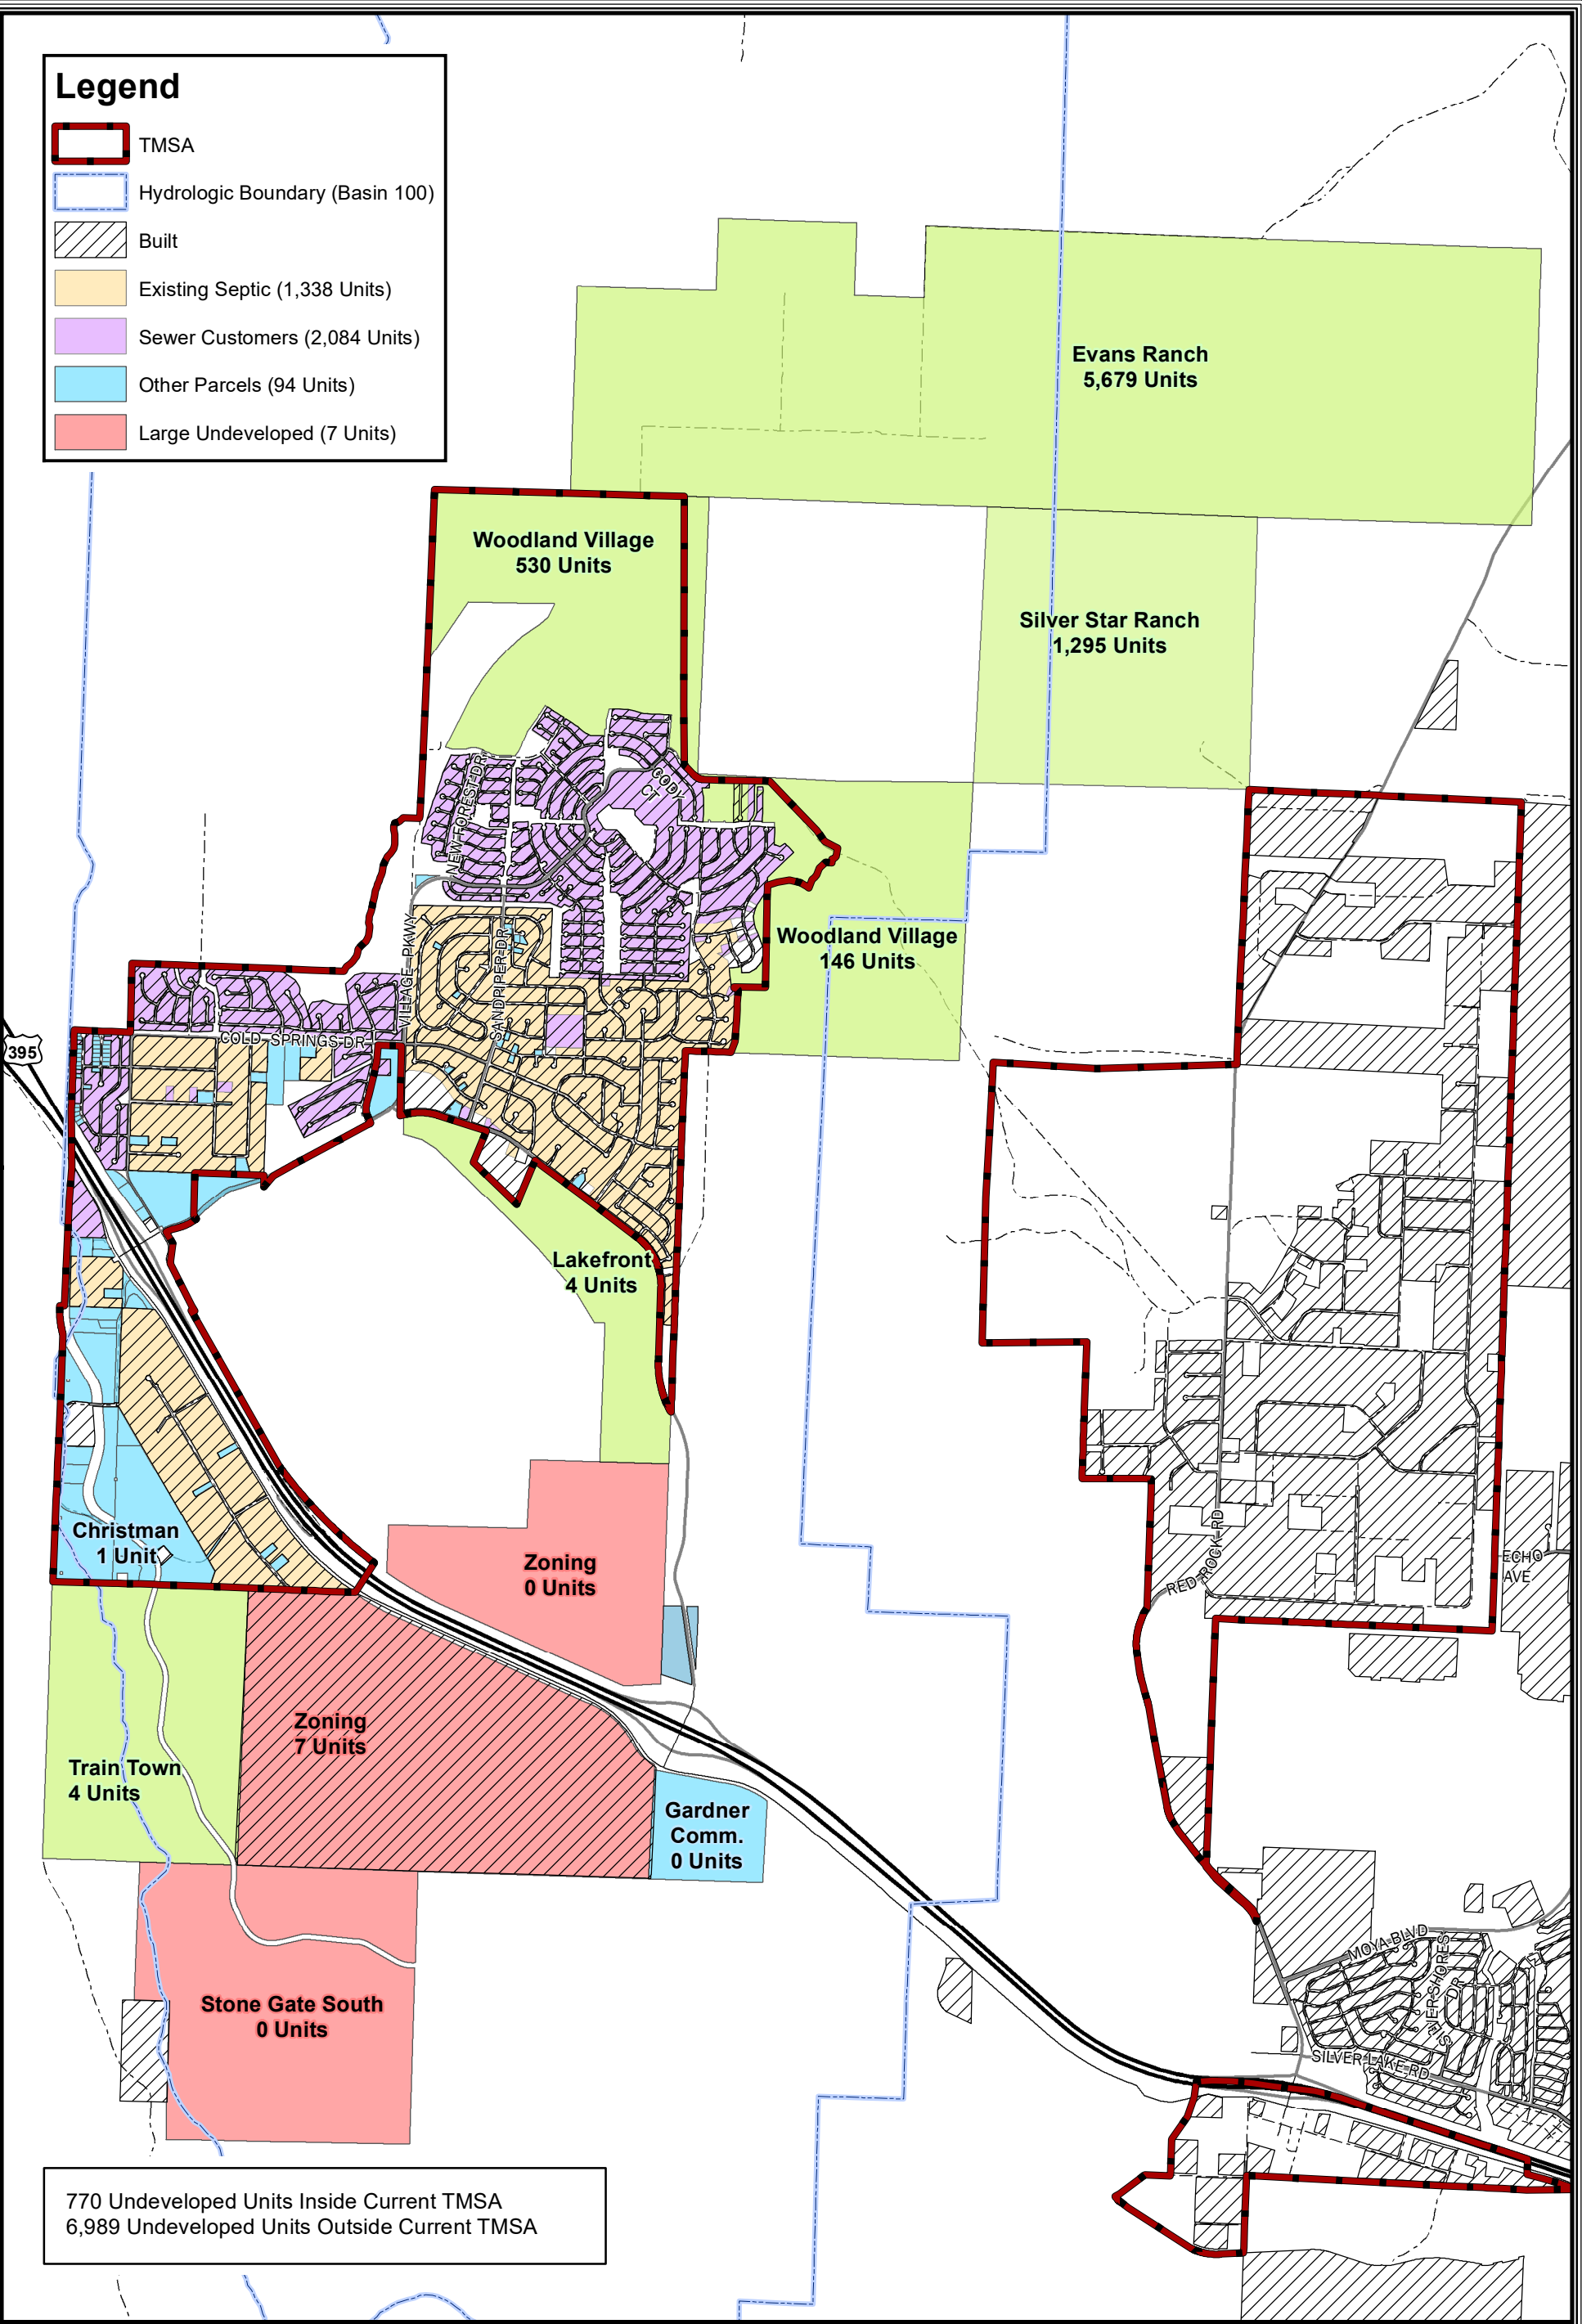 Legend
TMSA
Hydrologic Boundary (Basin 100)
Built
Existing Septic (1,338 Units)
Sewer Customers (2,084 Units)
Other Parcels (94 Units)
Large Undeveloped (7 Units)
Evans Ranch
5,679 Units
Woodland Village
530 Units
Silver Star Ranch
1,295 Units
CODY
CT
NEW FOREST DR
Woodland Village
146 Units
VILLAGE PKWY
SANDPIPER DR
COLD SPRINGS DR
395
Lakefront
4 Units
Christman
1 Unit
Zoning
0 Units
RED ROCK RD
ECHO
AVE
Zoning
7 Units
Train Town
4 Units
Gardner
Comm.
0 Units
MOYA BLVD
SILVER SHORES
DR
Stone Gate South
0 Units
SILVER LAKE RD
770 Undeveloped Units Inside Current TMSA
6,989 Undeveloped Units Outside Current TMSA